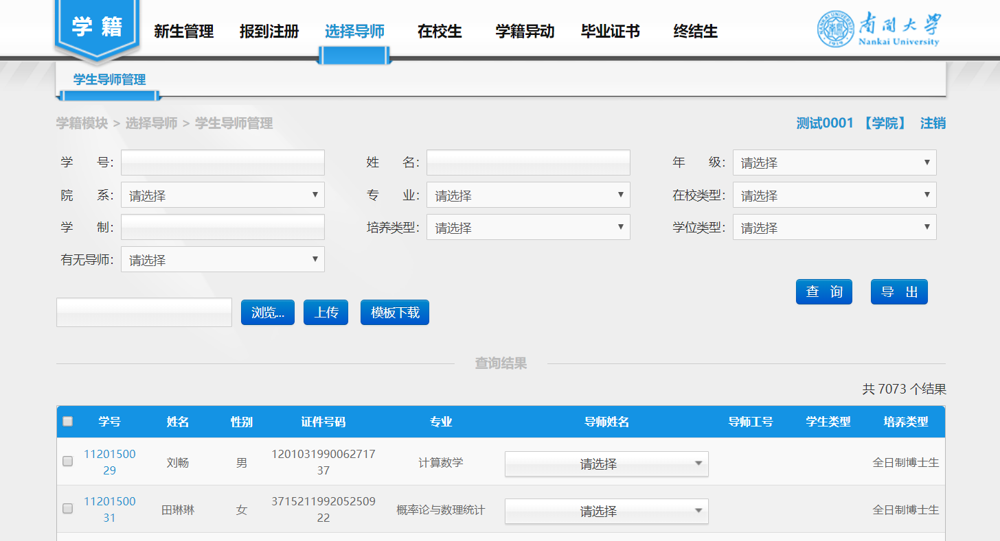 学 籍
新生管理 报到注册 选择导师 在校生 学籍异动 毕业证书 终结生
南开大学
Nankai University
学生导师管理
学籍模块 > 选择导师 > 学生导师管理
测试0001 【学院】 注销
学 号: 姓 名: 年 级: 请选择
院 系: 请选择 专 业: 请选择 在校类型: 请选择
学 制: 培养类型: 请选择 学位类型: 请选择
有无导师: 请选择
查 询 导 出
浏览... 上传 模板下载
查询结果
共 7073 个结果
学号 姓名 性别 证件号码 专业 导师姓名 导师工号 学生类型 培养类型
1120150029 刘畅 男 120103199006271737 计算数学 请选择 全日制博士生
1120150031 田琳琳 女 371521199205250922 概率论与数理统计 请选择 全日制博士生